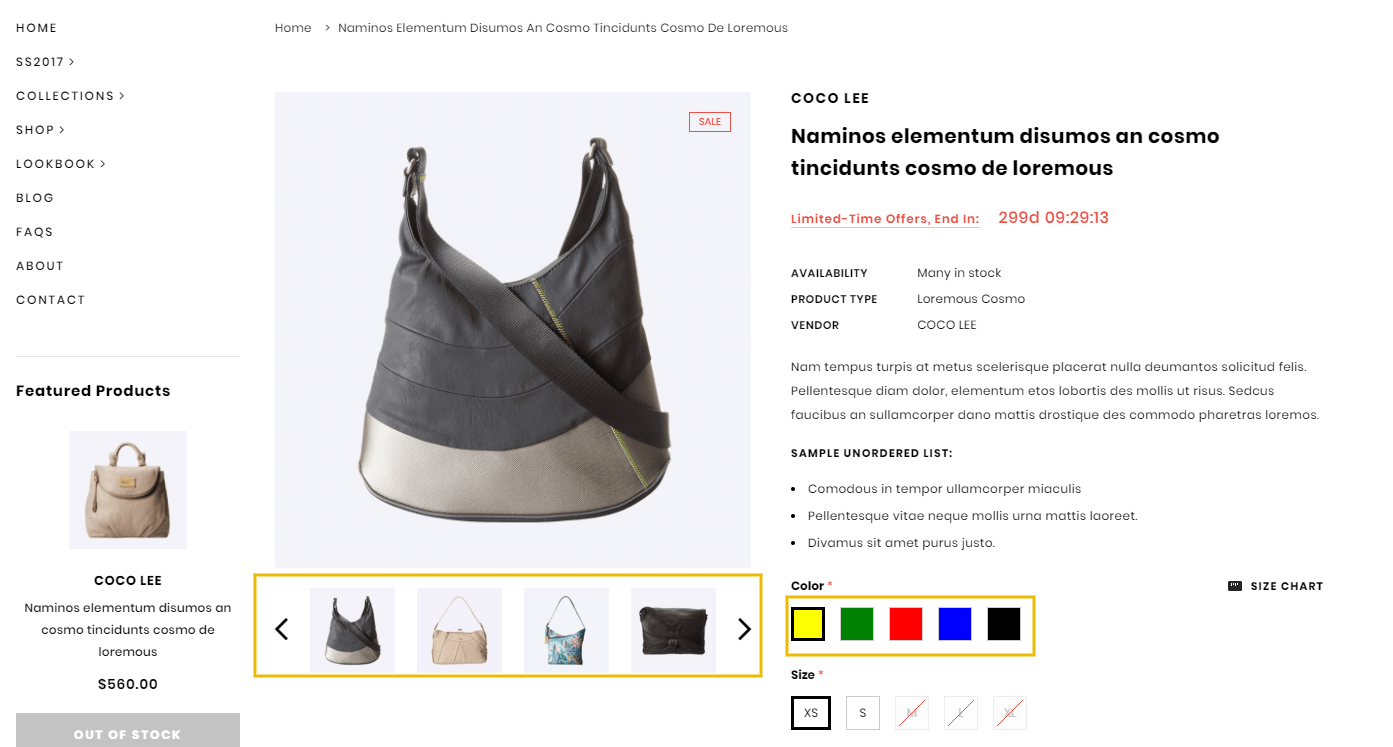 HOME
SS2017 >
COLLECTIONS >
SHOP >
LOOKBOOK >
BLOG
FAQS
ABOUT
CONTACT
Featured Products
COCO LEE
Naminos elementum disumos an
cosmo tincidunts cosmo de
loremous
$560.00
OUT OF STOCK
Home > Naminos Elementum Disumos An Cosmo Tincidunts Cosmo De Loremous
SALE
COCO LEE
Naminos elementum disumos an cosmo
tincidunts cosmo de loremous
Limited-Time Offers, End In: 299d 09:29:13
AVAILABILITY Many in stock
PRODUCT TYPE Loremous Cosmo
VENDOR COCO LEE
Nam tempus turpis at metus scelerisque placerat nulla deumantos solicitud felis.
Pellentesque diam dolor, elementum etos lobortis des mollis ut risus. Sedcus
faucibus an sullamcorper dano mattis drostique des commodo pharetras loremos.
SAMPLE UNORDERED LIST:
• Comodous in tempor ullamcorper miaculis
• Pellentesque vitae neque mollis urna mattis laoreet.
• Divamus sit amet purus justo.
Color * SIZE CHART
Size *
XS S M L XL